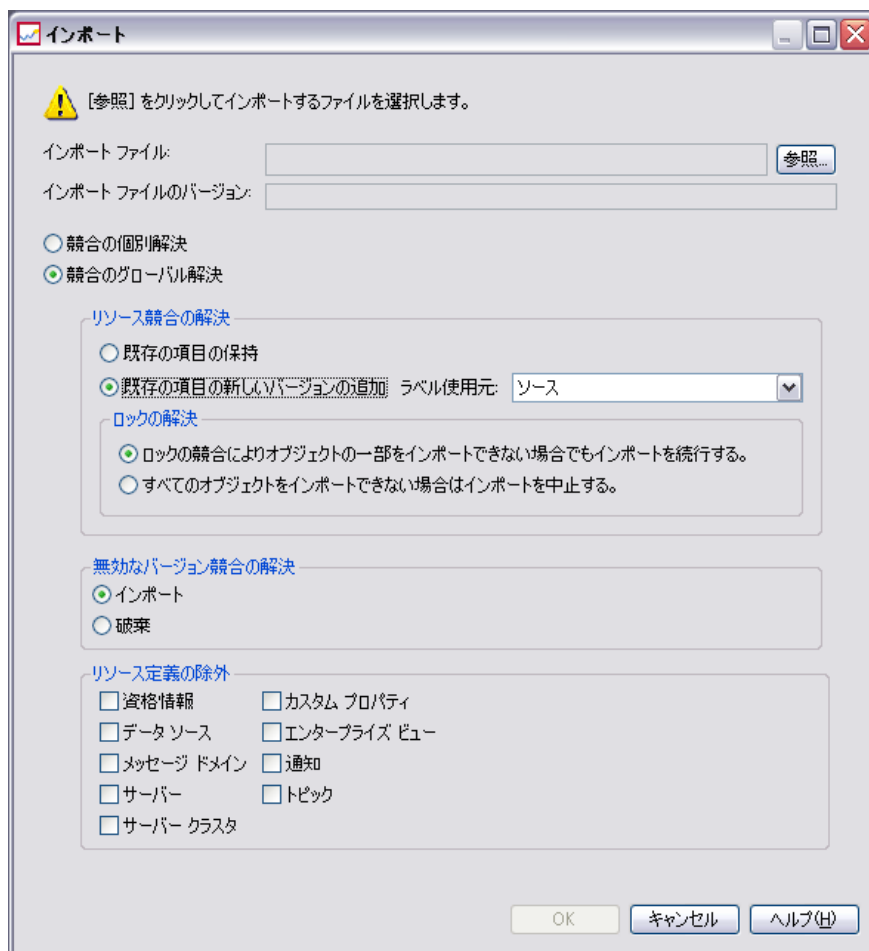 インポート
[参照] をクリックしてインポートするファイルを選択します。
インポート ファイル:
参照...
インポート ファイルのバージョン:
競合の個別解決
競合のグローバル解決
リソース競合の解決
既存の項目の保持
既存の項目の新しいバージョンの追加 ラベル使用元: ソース
ロックの解決
ロックの競合によりオブジェクトの一部をインポートできない場合でもインポートを続行する。
すべてのオブジェクトをインポートできない場合はインポートを中止する。
無効なバージョン競合の解決
インポート
破棄
リソース定義の除外
資格情報 カスタム プロパティ
データ ソース エンタープライズ ビュー
メッセージ ドメイン 通知
サーバー トピック
サーバー クラスタ
OK キャンセル ヘルプ(H)